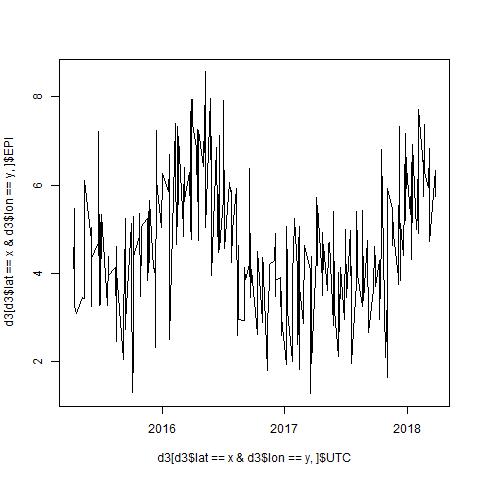 d3[d3$lat == x & d3$lon == y, ]$EPI
8
6
4
2
2016 2017 2018
d3[d3$lat == x & d3$lon == y, ]$UTC